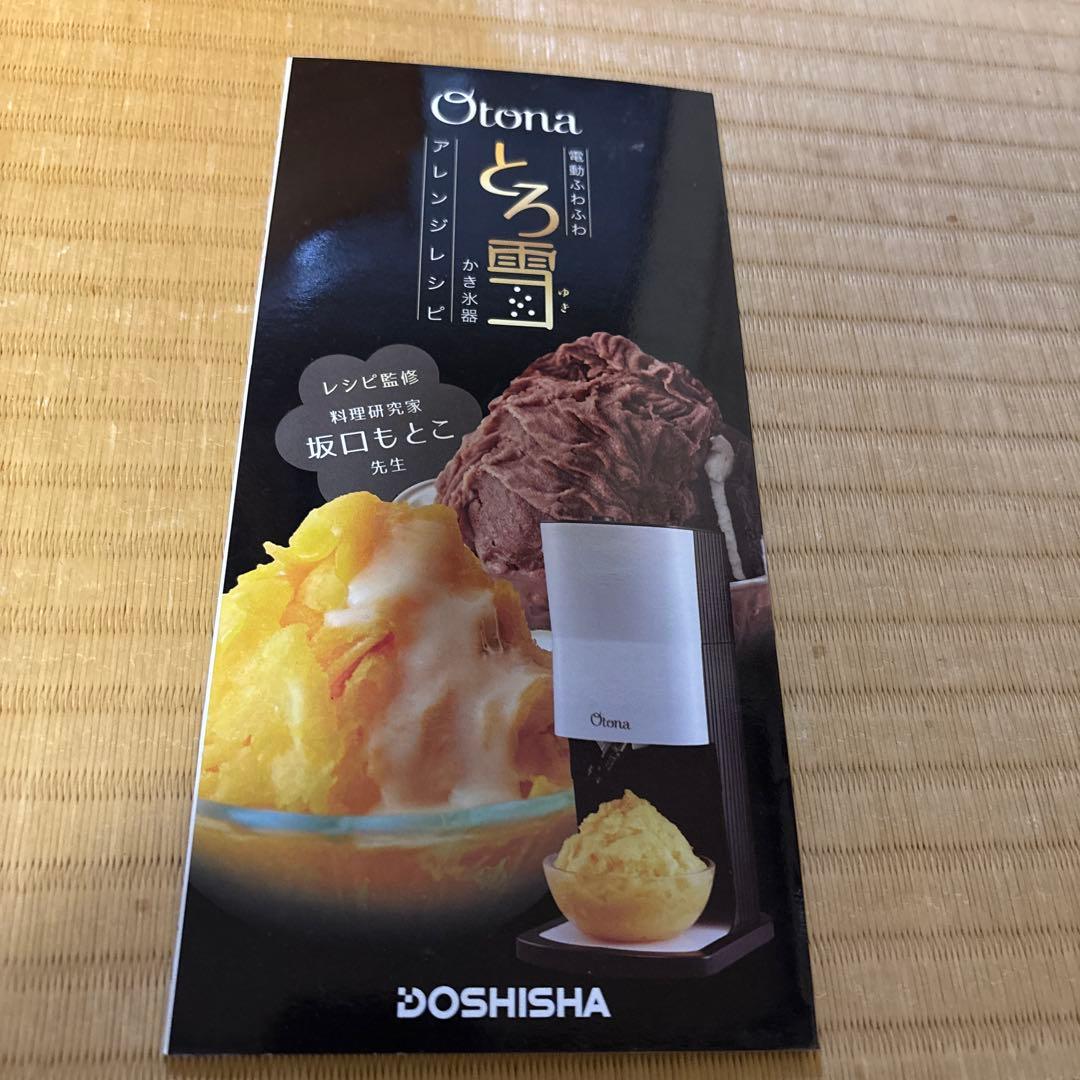 Otona
電動ふわふわ
とろ雪
ゆき
かき氷器
アレンジレシピ
レシピ監修
料理研究家
坂口もとこ
先生
Otona
DOSHISHA